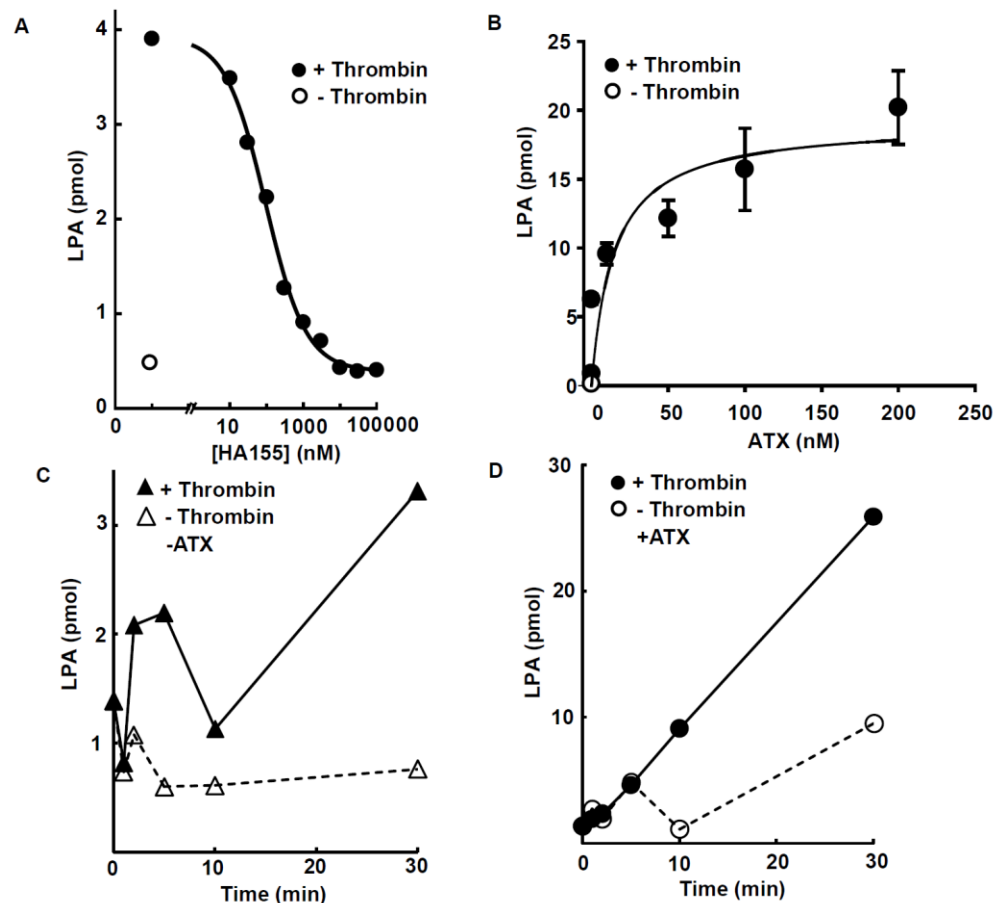 A
4
3
2
1
0
LPA (pmol)
+ Thrombin
- Thrombin
0 10 1000 100000
[HA155] (nM)
B
25
20
15
10
5
0
LPA (pmol)
+ Thrombin
- Thrombin
0 50 100 150 200 250
ATX (nM)
C
3
2
1
LPA (pmol)
+ Thrombin
- Thrombin
-ATX
0 10 20 30
Time (min)
D
30
20
10
LPA (pmol)
+ Thrombin
- Thrombin
+ATX
0 10 20 30
Time (min)